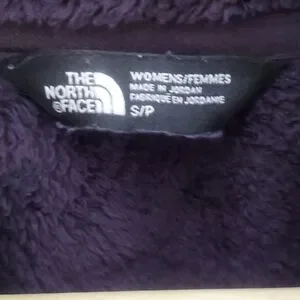 THE
NORTH
FACE
WOMENS/FEMMES
MADE IN JORDAN
FABRIQUÉ EN JORDANIE
S/P